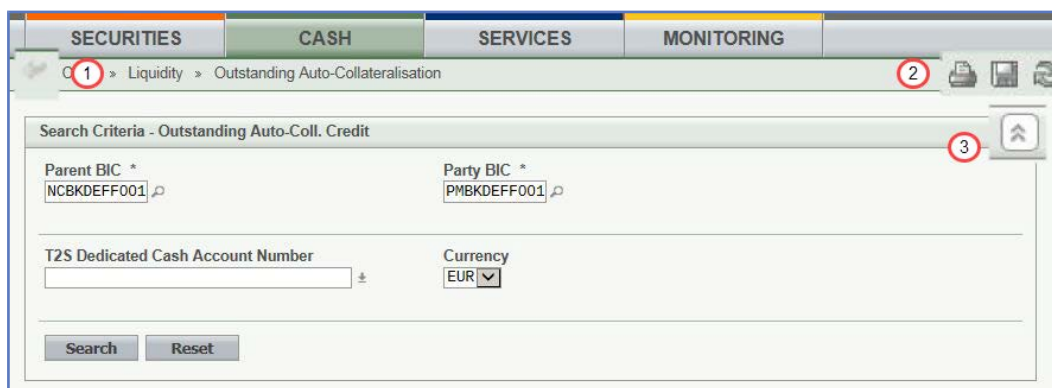 SECURITIES CASH SERVICES MONITORING
1 » Liquidity » Outstanding Auto-Collateralisation 2
Search Criteria - Outstanding Auto-Coll. Credit
3
Parent BIC * Party BIC *
NCBKDEFF001 PMBKDEFF001
T2S Dedicated Cash Account Number Currency
EUR
Search Reset